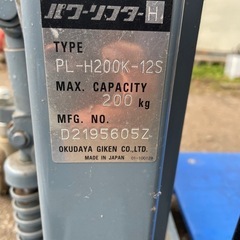 パワーリフターH
TYPE
PL-H200K-12S
MAX. CAPACITY
200 kg
MFG. NO.
D2195605Z
OKUDAYA GIKEN CO.,LTD.
MADE IN JAPAN